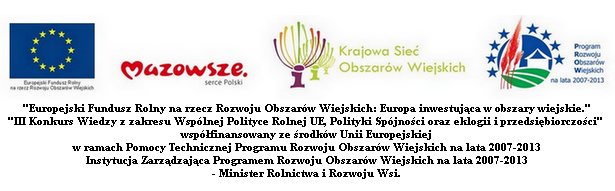 Europejski Fundusz Rolny
na rzecz Rozwoju Obszarów Wiejskich
mazowsze.
serce Polski
Krajowa Sieć
Obszarów Wiejskich
Program
Rozwoju
Obszarów
Wiejskich
na lata 2007-2013
"Europejski Fundusz Rolny na rzecz Rozwoju Obszarów Wiejskich: Europa inwestująca w obszary wiejskie."
"III Konkurs Wiedzy z zakresu Wspólnej Polityce Rolnej UE, Polityki Spójności oraz eklogii i przedsiębiorczości"
współfinansowany ze środków Unii Europejskiej
w ramach Pomocy Technicznej Programu Rozwoju Obszarów Wiejskich na lata 2007-2013
Instytucja Zarządzająca Programem Rozwoju Obszarów Wiejskich na lata 2007-2013
- Minister Rolnictwa i Rozwoju Wsi.